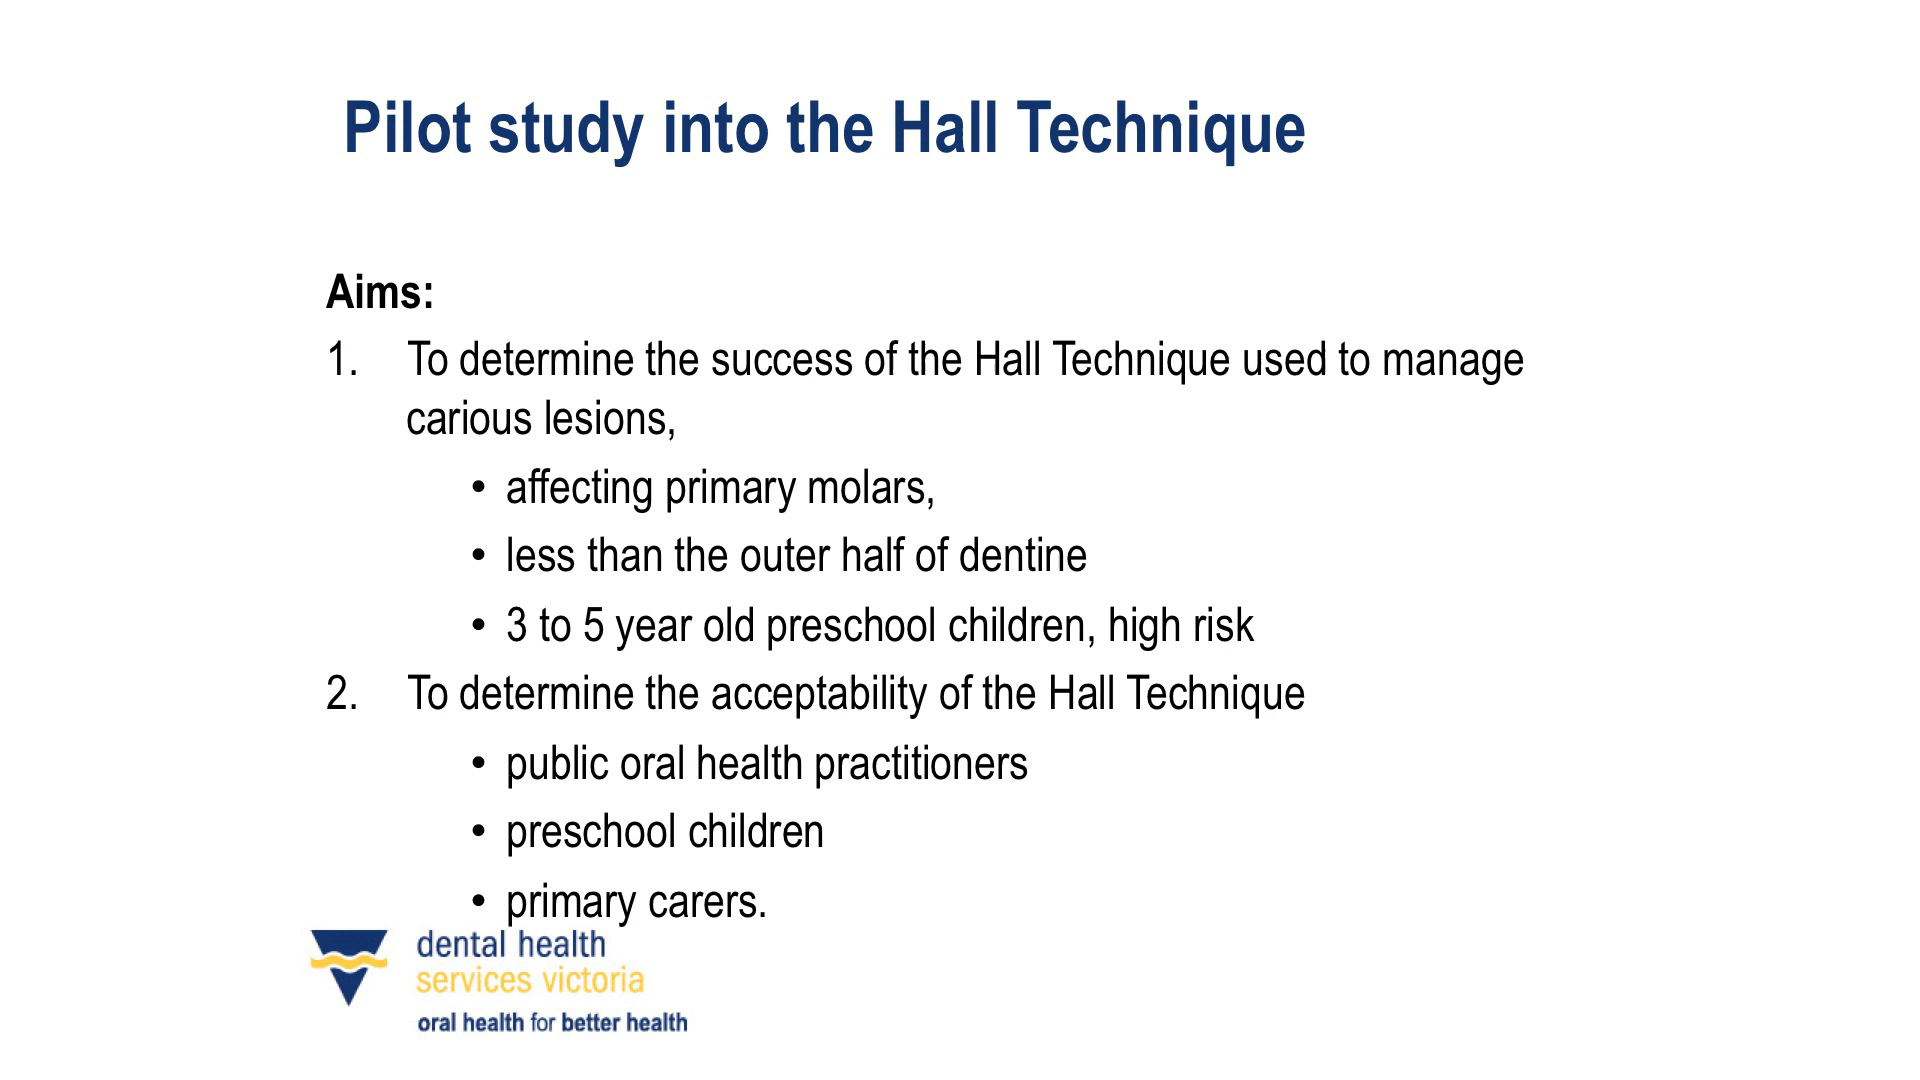 Pilot study into the Hall Technique
Aims:
1. To determine the success of the Hall Technique used to manage
carious lesions,
• affecting primary molars,
• less than the outer half of dentine
• 3 to 5 year old preschool children, high risk
2. To determine the acceptability of the Hall Technique
• public oral health practitioners
• preschool children
• primary carers.
dental health
services victoria
oral health for better health